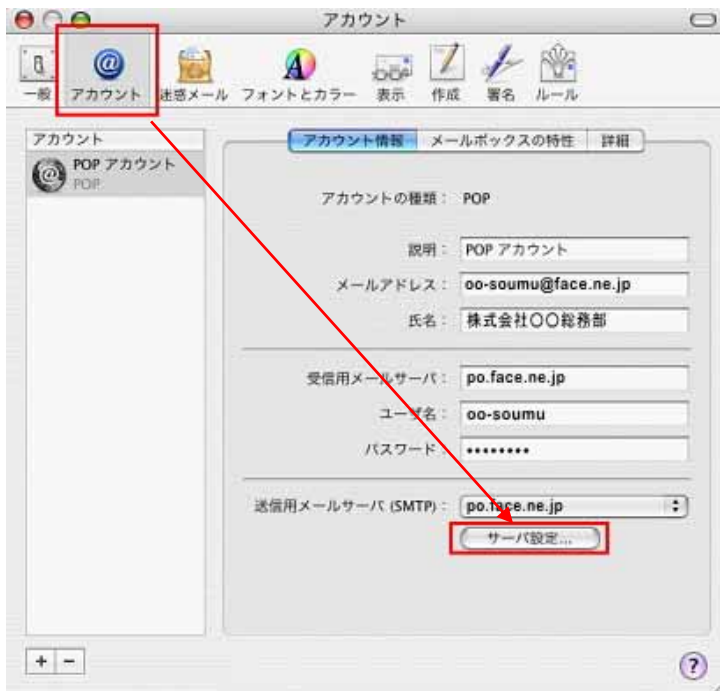 アカウント
一般 アカウント 迷惑メール フォントとカラー 表示 作成 署名 ルール
アカウント
POP アカウント
POP
アカウント情報 メールボックスの特性 詳細
アカウントの種類： POP
説明： POP アカウント
メールアドレス： oo-soumu@face.ne.jp
氏名： 株式会社〇〇総務部
受信用メールサーバ： po.face.ne.jp
ユーザ名： oo-soumu
パスワード： ••••••••
送信用メールサーバ (SMTP)： po.face.ne.jp
サーバ設定...
+ − ?